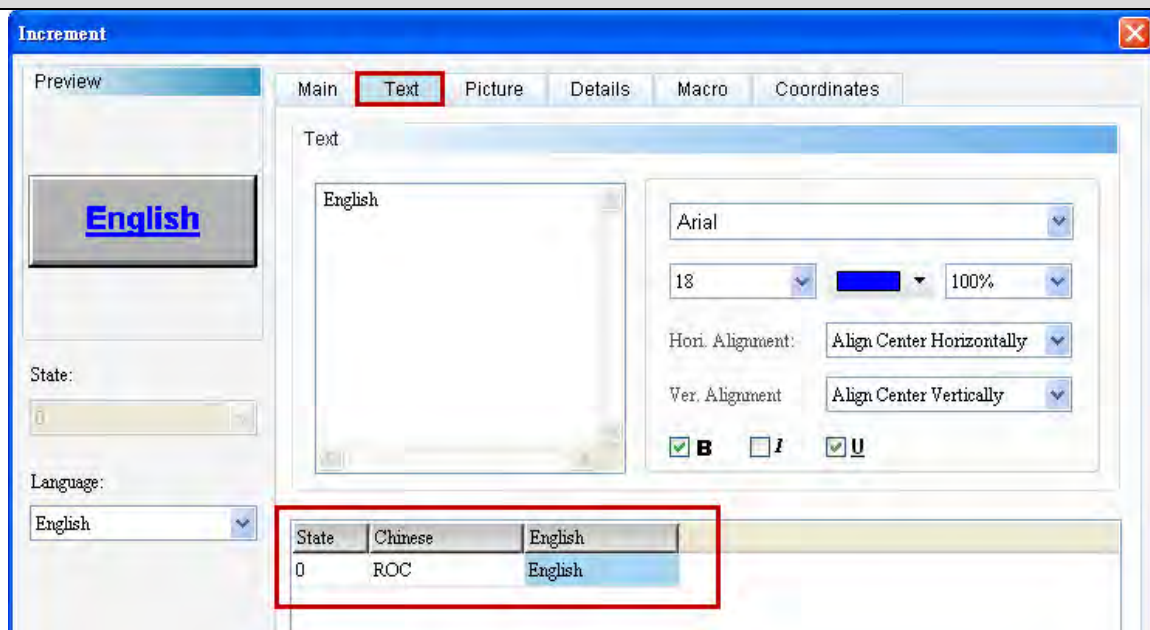 Increment
Preview
Main Text Picture Details Macro Coordinates
Text
English
English
Arial
18 100%
Hori. Alignment: Align Center Horizontally
State:
Ver. Alignment Align Center Vertically
0
B I U
Language:
English
State Chinese English
0 ROC English